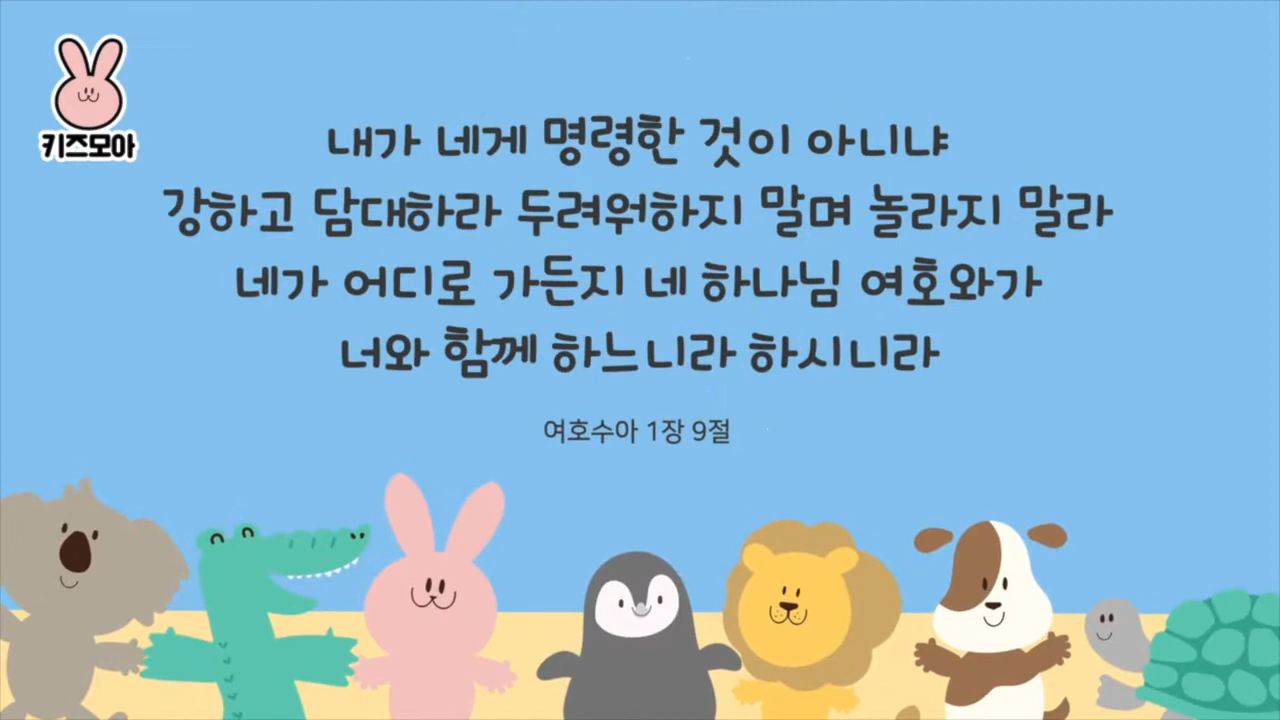 키즈모아
내가 네게 명령한 것이 아니냐
강하고 담대하라 두려워하지 말며 놀라지 말라
네가 어디로 가든지 네 하나님 여호와가
너와 함께 하느니라 하시니라
여호수아 1장 9절